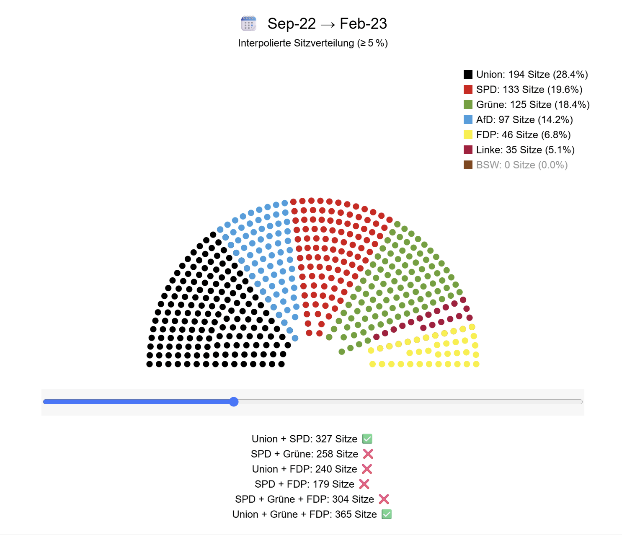 Sep-22 → Feb-23
Interpolierte Sitzverteilung (≥ 5 %)
Union: 194 Sitze (28.4%)
SPD: 133 Sitze (19.6%)
Grüne: 125 Sitze (18.4%)
AfD: 97 Sitze (14.2%)
FDP: 46 Sitze (6.8%)
Linke: 35 Sitze (5.1%)
BSW: 0 Sitze (0.0%)
Union + SPD: 327 Sitze ✅
SPD + Grüne: 258 Sitze ❌
Union + FDP: 240 Sitze ❌
SPD + FDP: 179 Sitze ❌
SPD + Grüne + FDP: 304 Sitze ❌
Union + Grüne + FDP: 365 Sitze ✅